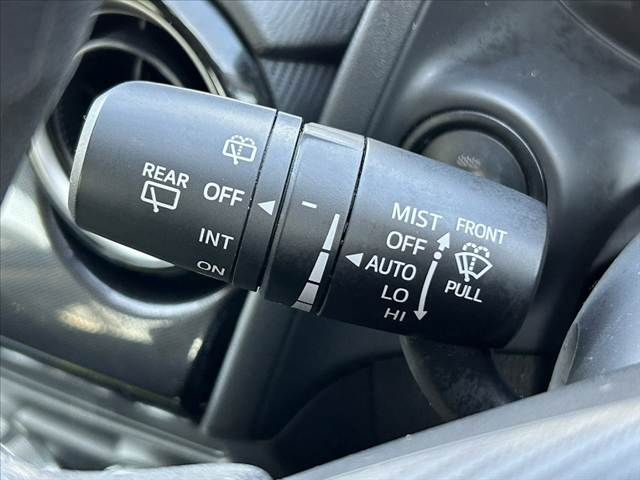 REAR
OFF
INT
ON
MIST
OFF
AUTO
LO
HI
FRONT
PULL